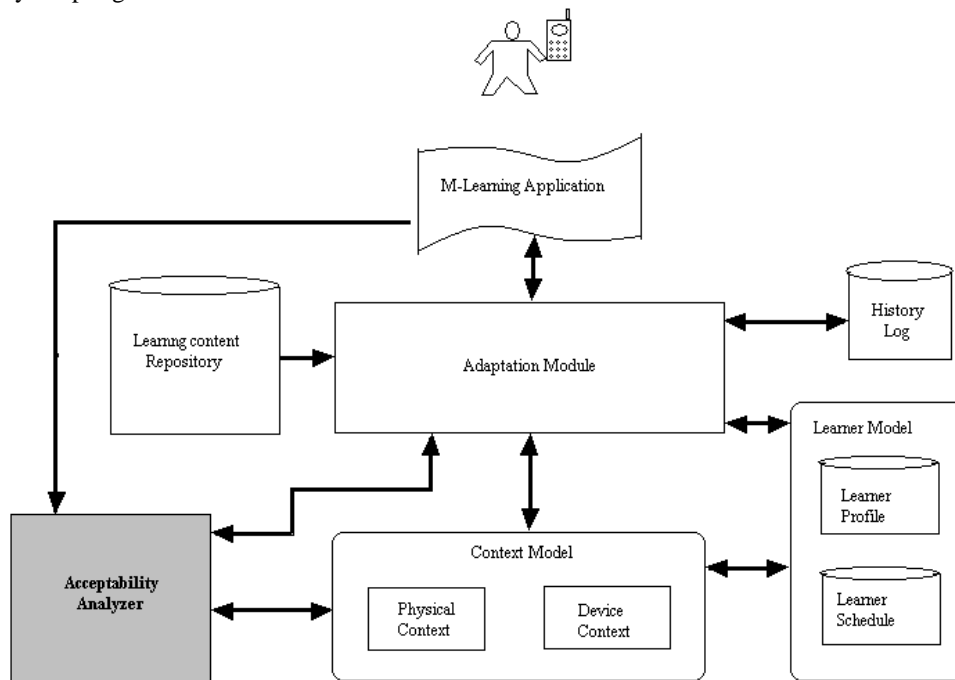 M-Learning Application
History
Log
Learnng content
Repository
Adaptation Module
Learner Model
Learner
Profile
Context Model
Acceptability
Analyzer
Physical
Context
Device
Context
Learner
Schedule